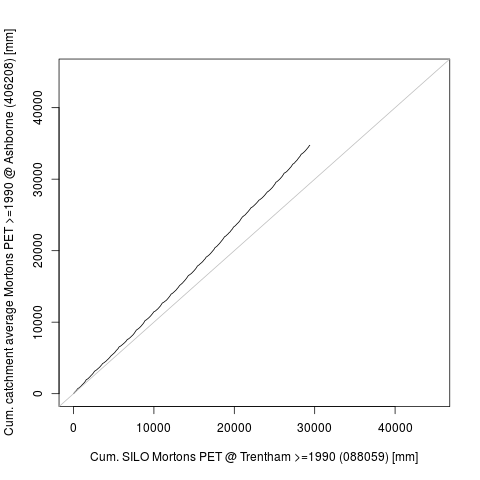 Cum. catchment average Mortons PET >=1990 @ Ashborne (406208) [mm]
40000
30000
20000
10000
0
0 10000 20000 30000 40000
Cum. SILO Mortons PET @ Trentham >=1990 (088059) [mm]